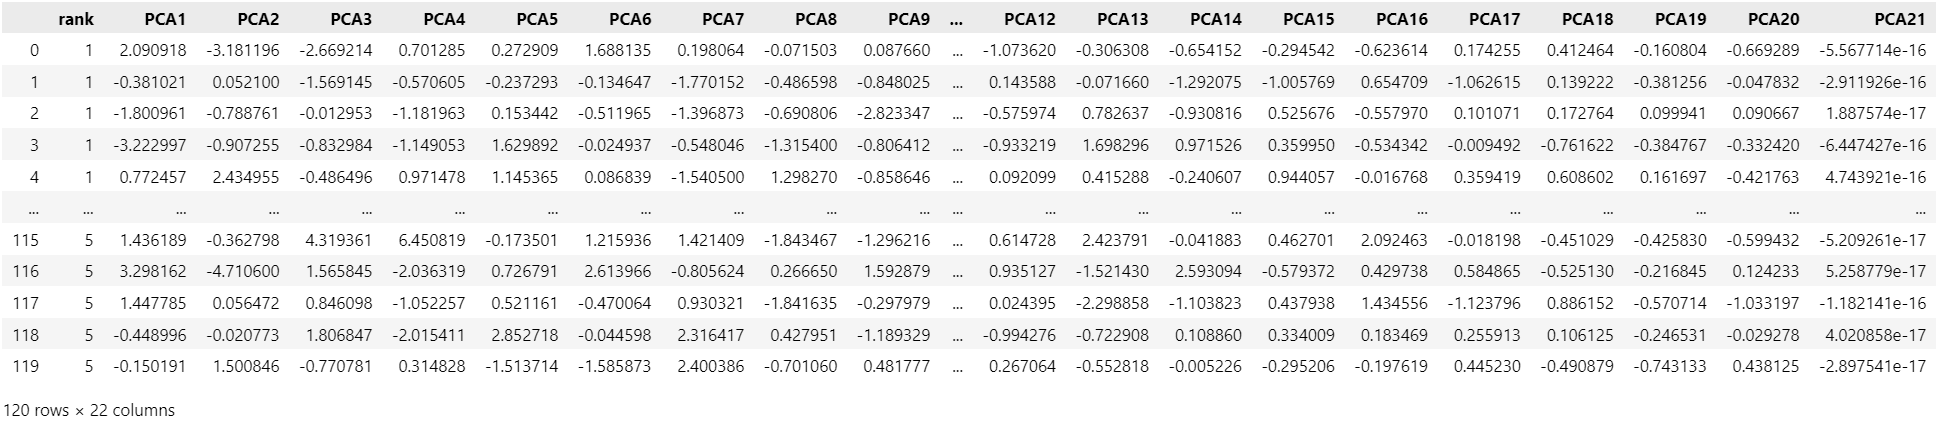 rank PCA1 PCA2 PCA3 PCA4 PCA5 PCA6 PCA7 PCA8 PCA9 ... PCA12 PCA13 PCA14 PCA15 PCA16 PCA17 PCA18 PCA19 PCA20 PCA21
0 1 2.090918 -3.181196 -2.669214 0.701285 0.272909 1.688135 0.198064 -0.071503 0.087660 ... -1.073620 -0.306308 -0.654152 -0.294542 -0.623614 0.174255 0.412464 -0.160804 -0.669289 -5.567714e-16
1 1 -0.381021 0.052100 -1.569145 -0.570605 -0.237293 -0.134647 -1.770152 -0.486598 -0.848025 ... 0.143588 -0.071660 -1.292075 -1.005769 0.654709 -1.062615 0.139222 -0.381256 -0.047832 -2.911926e-16
2 1 -1.800961 -0.788761 -0.012953 -1.181963 0.153442 -0.511965 -1.396873 -0.690806 -2.823347 ... -0.575974 0.782637 -0.930816 0.525676 -0.557970 0.101071 0.172764 0.099941 0.090667 1.887574e-17
3 1 -3.222997 -0.907255 -0.832984 -1.149053 1.629892 -0.024937 -0.548046 -1.315400 -0.806412 ... -0.933219 1.698296 0.971526 0.359950 -0.534342 -0.009492 -0.761622 -0.384767 -0.332420 -6.447427e-16
4 1 0.772457 2.434955 -0.486496 0.971478 1.145365 0.086839 -1.540500 1.298270 -0.858646 ... 0.092099 0.415288 -0.240607 0.944057 -0.016768 0.359419 0.608602 0.161697 -0.421763 4.743921e-16
... ... ... ... ... ... ... ... ... ... ... ... ... ... ... ... ... ... ... ... ... ...
115 5 1.436189 -0.362798 4.319361 6.450819 -0.173501 1.215936 1.421409 -1.843467 -1.296216 ... 0.614728 2.423791 -0.041883 0.462701 2.092463 -0.018198 -0.451029 -0.425830 -0.599432 -5.209261e-17
116 5 3.298162 -4.710600 1.565845 -2.036319 0.726791 2.613966 -0.805624 0.266650 1.592879 ... 0.935127 -1.521430 2.593094 -0.579372 0.429738 0.584865 -0.525130 -0.216845 0.124233 5.258779e-17
117 5 1.447785 0.056472 0.846098 -1.052257 0.521161 -0.470064 0.930321 -1.841635 -0.297979 ... 0.024395 -2.298858 -1.103823 0.437938 1.434556 -1.123796 0.886152 -0.570714 -1.033197 -1.182141e-16
118 5 -0.448996 -0.020773 1.806847 -2.015411 2.852718 -0.044598 2.316417 0.427951 -1.189329 ... -0.994276 -0.722908 0.108860 0.334009 0.183469 0.255913 0.106125 -0.246531 -0.029278 4.020858e-17
119 5 -0.150191 1.500846 -0.770781 0.314828 -1.513714 -1.585873 2.400386 -0.701060 0.481777 ... 0.267064 -0.552818 -0.005226 -0.295206 -0.197619 0.445230 -0.490879 -0.743133 0.438125 -2.897541e-17
120 rows × 22 columns